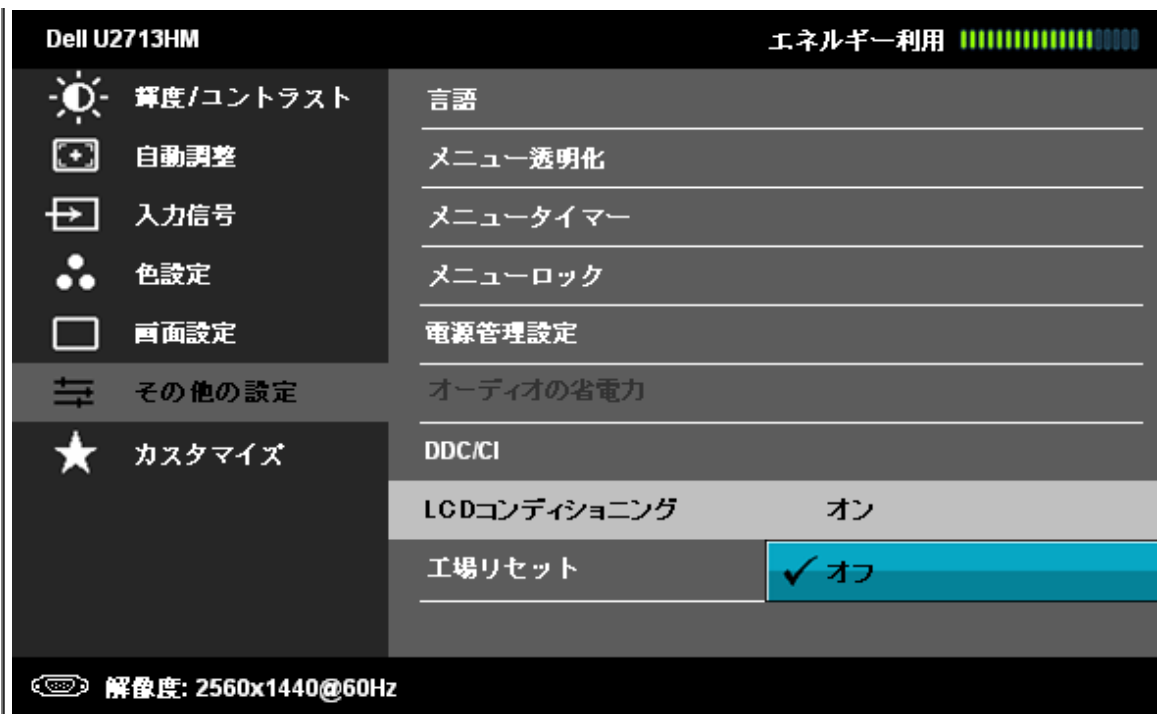 Dell U2713HM
エネルギー利用
輝度/コントラスト
自動調整
入力信号
色設定
画面設定
その他の設定
カスタマイズ
言語
メニュー透明化
メニュータイマー
メニューロック
電源管理設定
オーディオの省電力
DDC/CI
LCDコンディショニング オン
工場リセット オフ
解像度: 2560x1440@60Hz